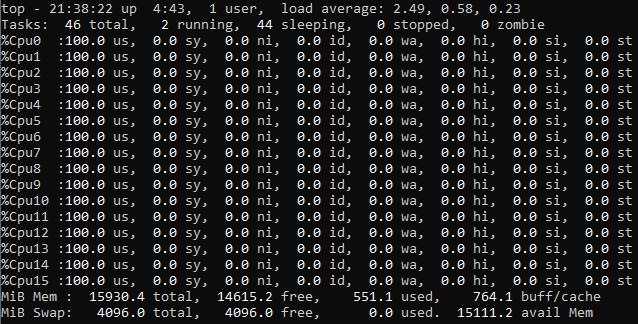 top - 21:38:22 up  4:43,  1 user,  load average: 2.49, 0.58, 0.23
Tasks:  46 total,   2 running,  44 sleeping,   0 stopped,   0 zombie
%Cpu0  :100.0 us,  0.0 sy,  0.0 ni,  0.0 id,  0.0 wa,  0.0 hi,  0.0 si,  0.0 st
%Cpu1  :100.0 us,  0.0 sy,  0.0 ni,  0.0 id,  0.0 wa,  0.0 hi,  0.0 si,  0.0 st
%Cpu2  :100.0 us,  0.0 sy,  0.0 ni,  0.0 id,  0.0 wa,  0.0 hi,  0.0 si,  0.0 st
%Cpu3  :100.0 us,  0.0 sy,  0.0 ni,  0.0 id,  0.0 wa,  0.0 hi,  0.0 si,  0.0 st
%Cpu4  :100.0 us,  0.0 sy,  0.0 ni,  0.0 id,  0.0 wa,  0.0 hi,  0.0 si,  0.0 st
%Cpu5  :100.0 us,  0.0 sy,  0.0 ni,  0.0 id,  0.0 wa,  0.0 hi,  0.0 si,  0.0 st
%Cpu6  :100.0 us,  0.0 sy,  0.0 ni,  0.0 id,  0.0 wa,  0.0 hi,  0.0 si,  0.0 st
%Cpu7  :100.0 us,  0.0 sy,  0.0 ni,  0.0 id,  0.0 wa,  0.0 hi,  0.0 si,  0.0 st
%Cpu8  :100.0 us,  0.0 sy,  0.0 ni,  0.0 id,  0.0 wa,  0.0 hi,  0.0 si,  0.0 st
%Cpu9  :100.0 us,  0.0 sy,  0.0 ni,  0.0 id,  0.0 wa,  0.0 hi,  0.0 si,  0.0 st
%Cpu10 :100.0 us,  0.0 sy,  0.0 ni,  0.0 id,  0.0 wa,  0.0 hi,  0.0 si,  0.0 st
%Cpu11 :100.0 us,  0.0 sy,  0.0 ni,  0.0 id,  0.0 wa,  0.0 hi,  0.0 si,  0.0 st
%Cpu12 :100.0 us,  0.0 sy,  0.0 ni,  0.0 id,  0.0 wa,  0.0 hi,  0.0 si,  0.0 st
%Cpu13 :100.0 us,  0.0 sy,  0.0 ni,  0.0 id,  0.0 wa,  0.0 hi,  0.0 si,  0.0 st
%Cpu14 :100.0 us,  0.0 sy,  0.0 ni,  0.0 id,  0.0 wa,  0.0 hi,  0.0 si,  0.0 st
%Cpu15 :100.0 us,  0.0 sy,  0.0 ni,  0.0 id,  0.0 wa,  0.0 hi,  0.0 si,  0.0 st
MiB Mem :  15930.4 total,  14615.2 free,    551.1 used,    764.1 buff/cache
MiB Swap:   4096.0 total,   4096.0 free,      0.0 used.  15111.2 avail Mem